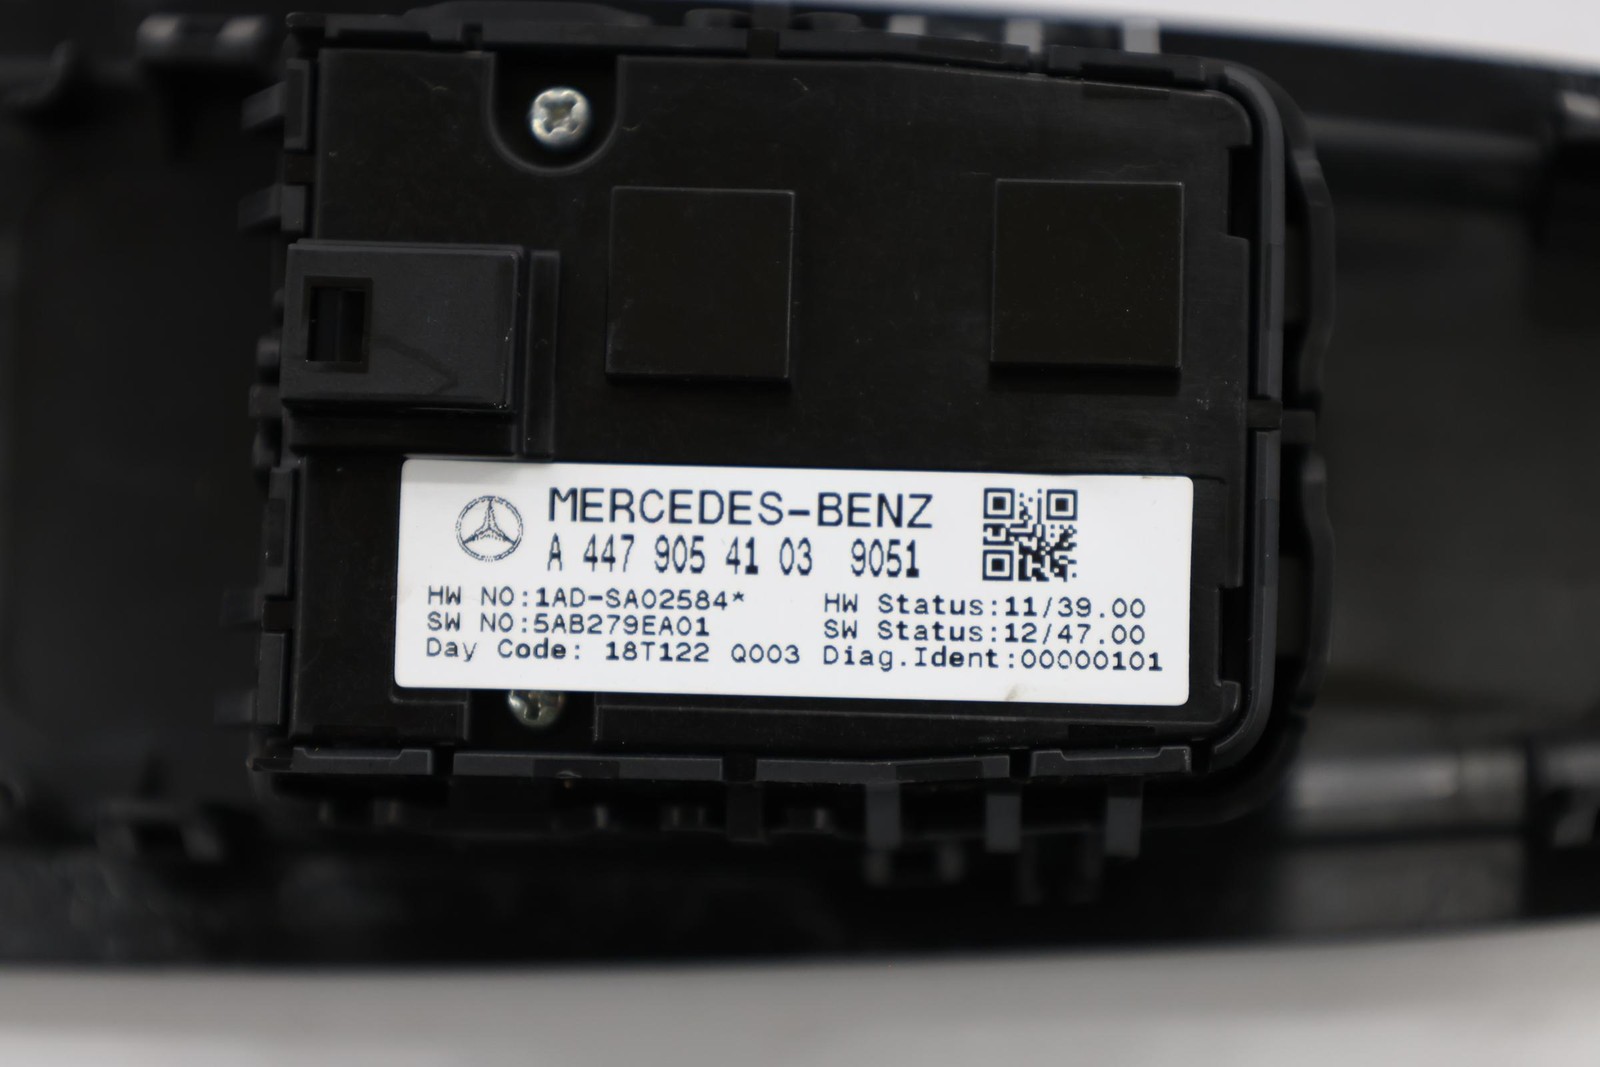 MERCEDES-BENZ
A 447 905 41 03 9051
HW NO:1AD-SA02584* HW Status:11/39.00
SW NO:5AB279EA01 SW Status:12/47.00
Day Code: 18T122 Q003 Diag.Ident:00000101